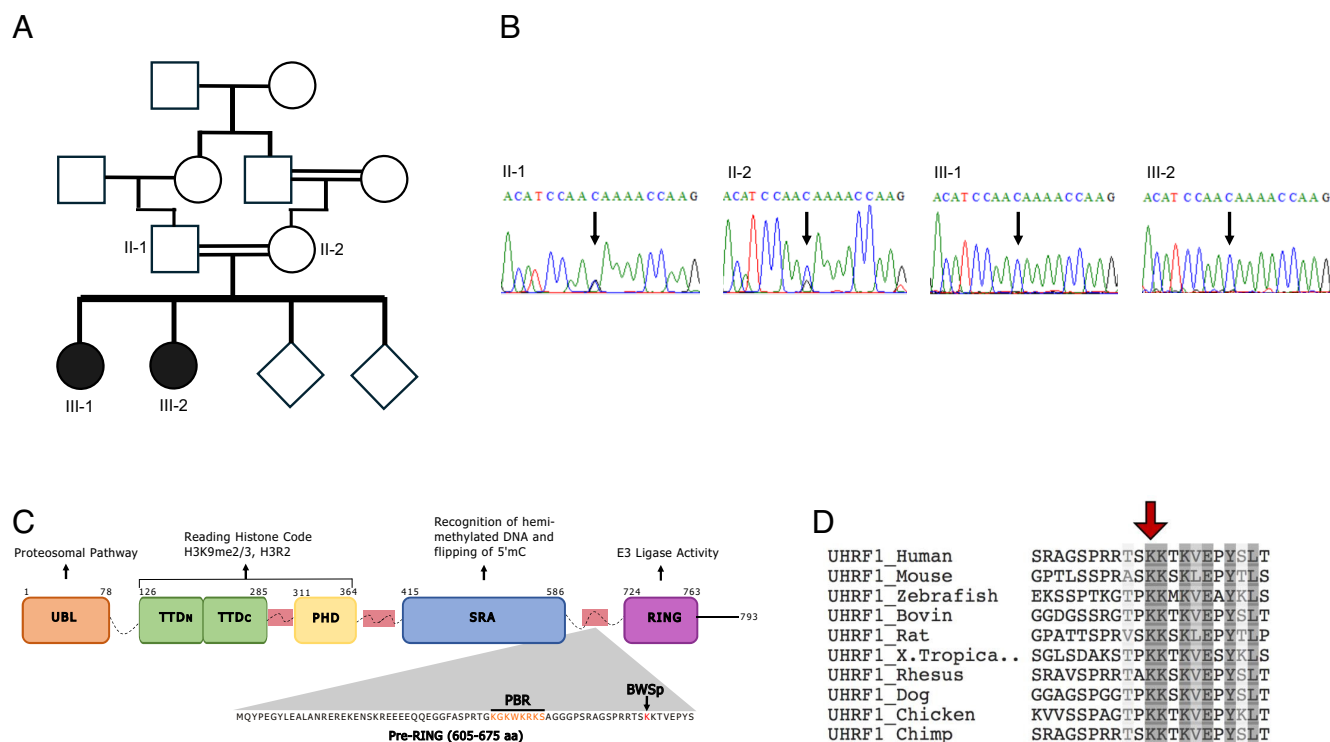 A
B
II-1
II-2
III-1
III-2
II-1
II-2
III-1
III-2
ACATCCAACAAAACCAAG
ACATCCAACAAAACCAAG
ACATCCAACAAAACCAAG
ACATCCAACAAAACCAAG
C
Proteosomal Pathway
Reading Histone Code
H3K9me2/3, H3R2
Recognition of hemi-
methylated DNA and
flipping of 5'mC
E3 Ligase Activity
1 78 126 285 311 364 415 586 724 763
UBL TTDN TTDC PHD SRA RING 793
PBR BWSp
MQYPEGYLEALANREREKENSKREEEEQQEGGFASPRTGKGKWKRKSAGGGPSRAGSPRRTSKKTVEPYS
Pre-RING (605-675 aa)
D
UHRF1_Human SRAGSPRRTSKKTKVEPYSLT
UHRF1_Mouse GPTLSSPRASKKSKLEPYTLS
UHRF1_Zebrafish EKSSPTKGTPKKMKVEAYKLS
UHRF1_Bovin GGDGSSRGTPKKTKVEPYSLS
UHRF1_Rat GPATTSPRVSKKSKLEPYTLP
UHRF1_X.Tropica.. SGLSDAKSTPKKTKVESYKLS
UHRF1_Rhesus SRAVSPRRTAKKSKVEPYSLT
UHRF1_Dog GGAGSPGGTPKKTKVEPYSLT
UHRF1_Chicken KVVSSPAGTPKKTKVEPYSLT
UHRF1_Chimp SRAGSPRRTSKKTKVEPYSLT